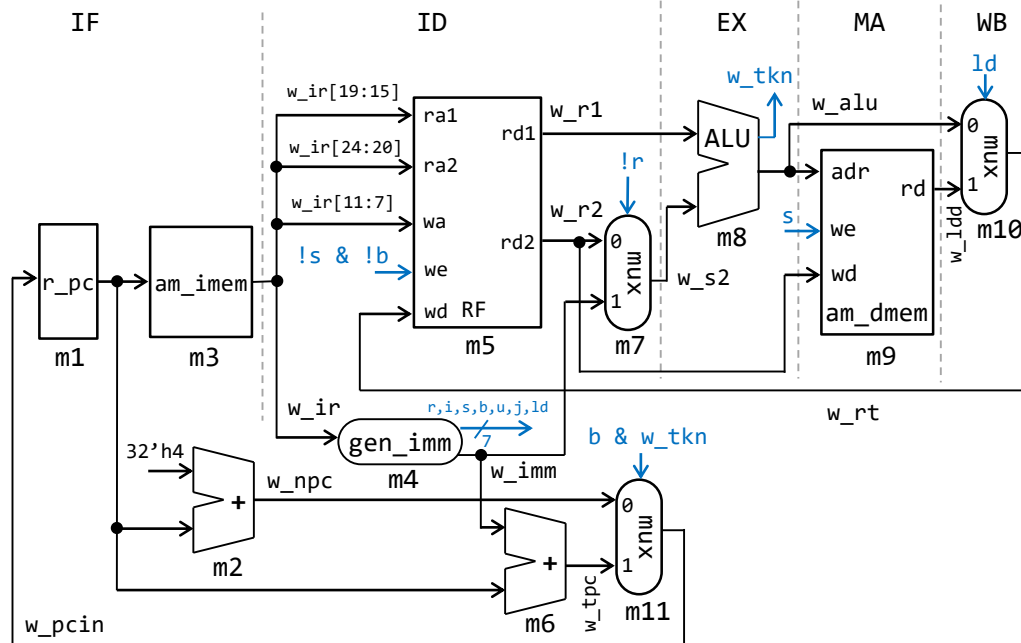 IF
ID
EX
MA
WB
w_ir[19:15]
w_ir[24:20]
w_ir[11:7]
!s & !b
ra1
ra2
wa
we
wd
RF
rd1
rd2
m5
w_r1
w_r2
!r
0
1
mux
m7
w_s2
w_tkn
ALU
m8
w_alu
s
adr
we
wd
rd
am_dmem
m9
w_ldd
ld
0
1
mux
m10
r_pc
m1
am_imem
m3
w_rt
w_ir
gen_imm
m4
r,i,s,b,u,j,ld
7
w_imm
32'h4
+
m2
w_npc
+
m6
w_tpc
b & w_tkn
0
1
mux
m11
w_pcin